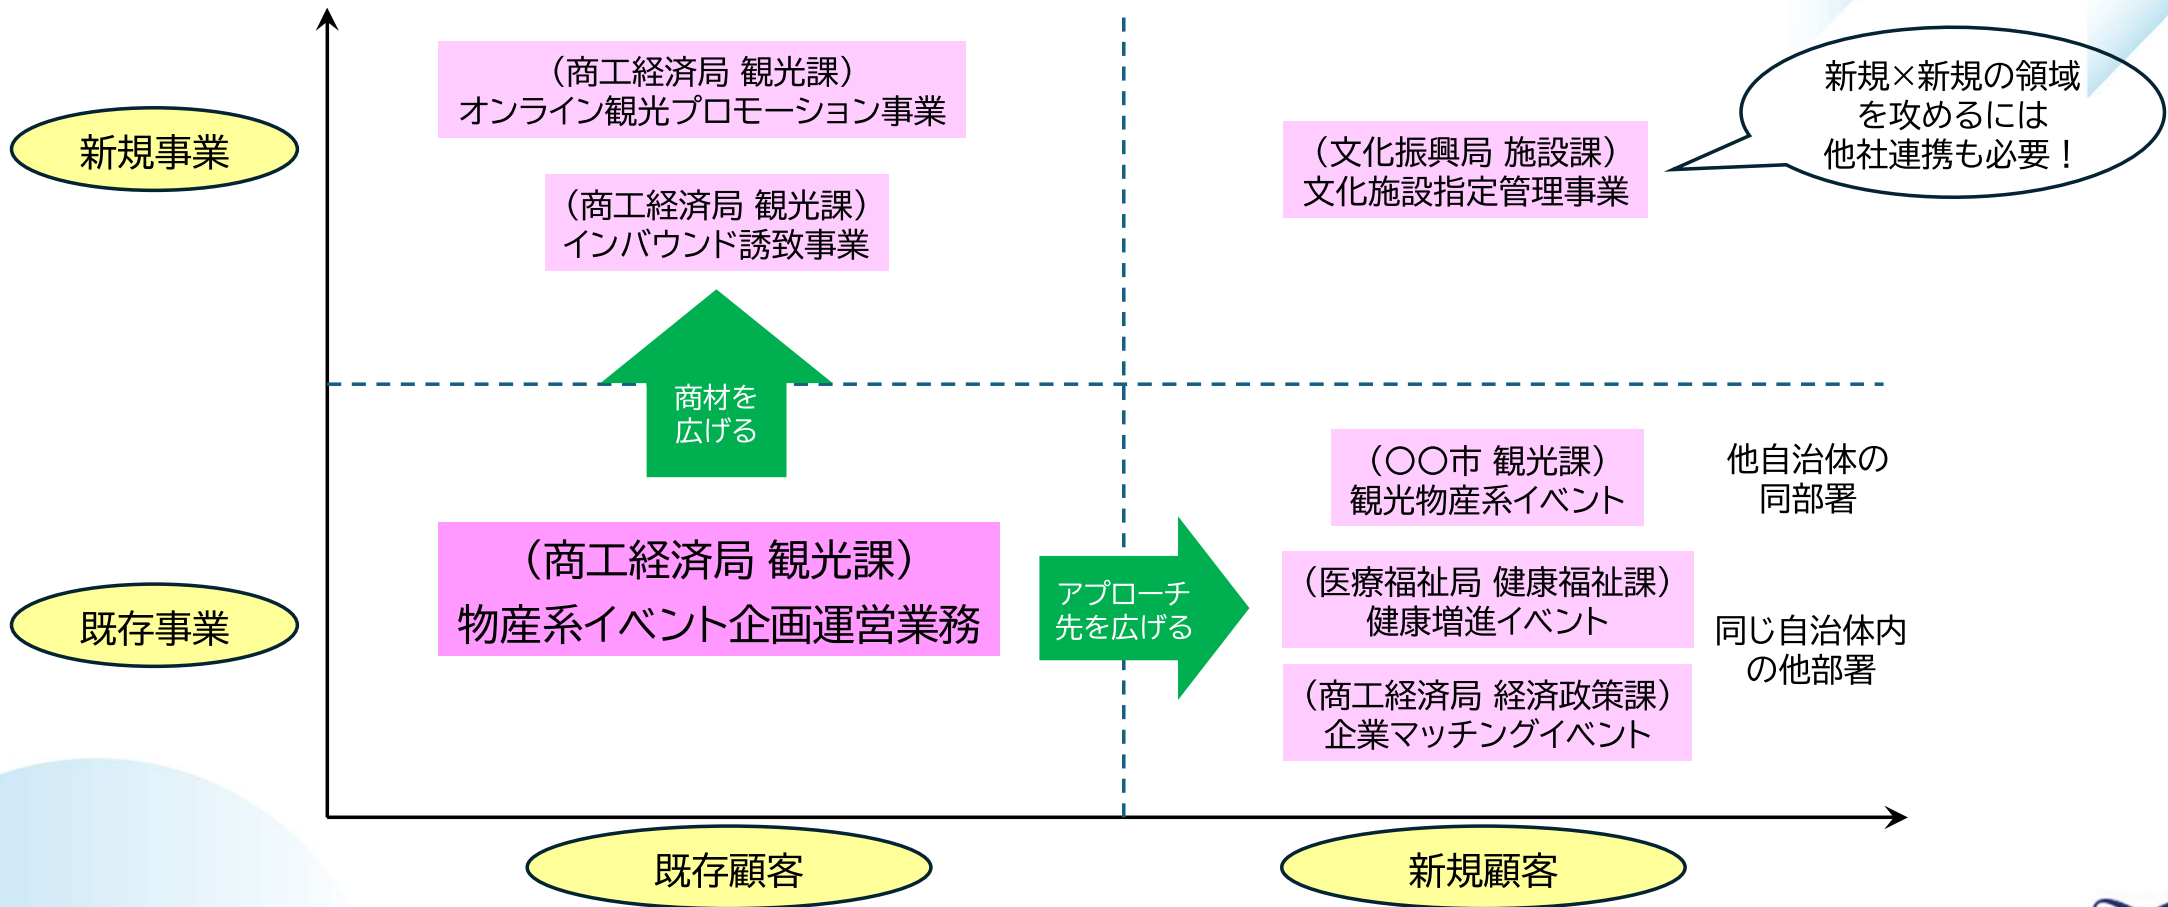 （商工経済局 観光課）
オンライン観光プロモーション事業
（商工経済局 観光課）
インバウンド誘致事業
新規事業
（文化振興局 施設課）
文化施設指定管理事業
新規×新規の領域
を攻めるには
他社連携も必要！
商材を
広げる
（〇〇市 観光課）
観光物産系イベント
他自治体の
同部署
（商工経済局 観光課）
物産系イベント企画運営業務
既存事業
アプローチ
先を広げる
（医療福祉局 健康福祉課）
健康増進イベント
同じ自治体内
の他部署
（商工経済局 経済政策課）
企業マッチングイベント
既存顧客
新規顧客